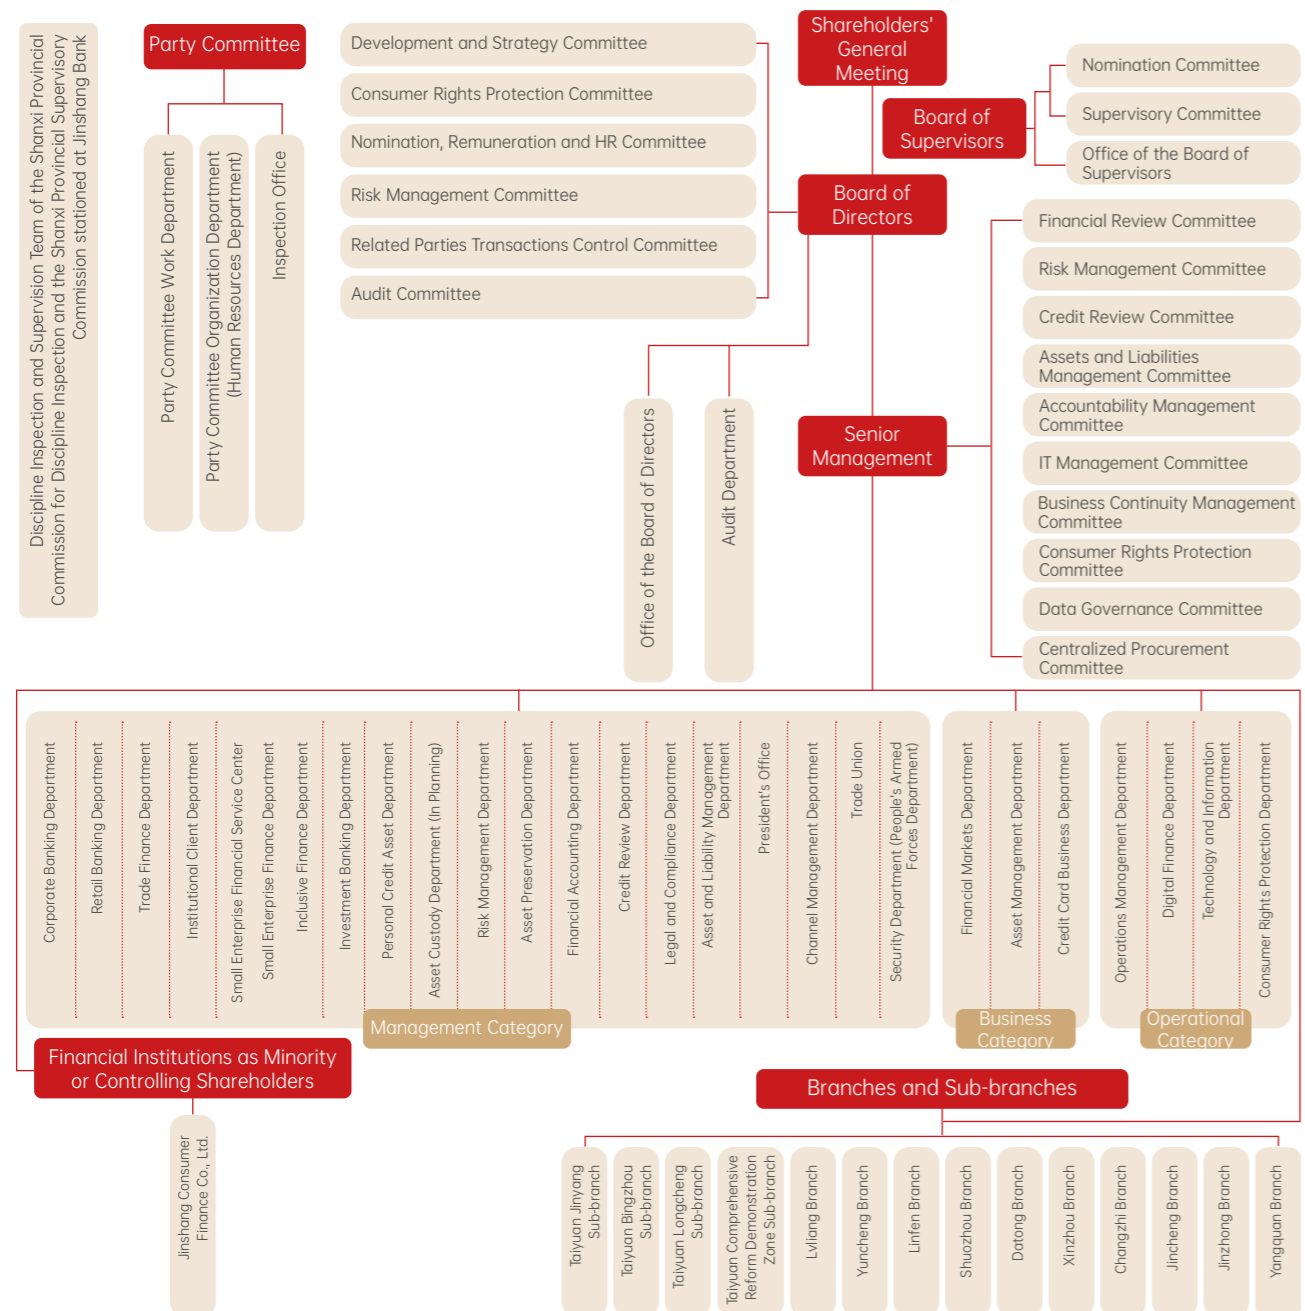 Discipline Inspection and Supervision Team of the Shanxi Provincial
Commission for Discipline Inspection and the Shanxi Provincial Supervisory
Commission stationed at Jinshang Bank
Party Committee
Party Committee Work Department
Party Committee Organization Department
(Human Resources Department)
Inspection Office
Development and Strategy Committee
Consumer Rights Protection Committee
Nomination, Remuneration and HR Committee
Risk Management Committee
Related Parties Transactions Control Committee
Audit Committee
Shareholders'
General
Meeting
Board of
Supervisors
Nomination Committee
Supervisory Committee
Office of the Board of
Supervisors
Board of
Directors
Office of the Board of Directors
Audit Department
Senior
Management
Financial Review Committee
Risk Management Committee
Credit Review Committee
Assets and Liabilities
Management Committee
Accountability Management
Committee
IT Management Committee
Business Continuity Management
Committee
Consumer Rights Protection
Committee
Data Governance Committee
Centralized Procurement
Committee
Corporate Banking Department
Retail Banking Department
Trade Finance Department
Institutional Client Department
Small Enterprise Financial Service Center
Small Enterprise Finance Department
Inclusive Finance Department
Investment Banking Department
Personal Credit Asset Department
Asset Custody Department (In Planning)
Risk Management Department
Asset Preservation Department
Financial Accounting Department
Credit Review Department
Legal and Compliance Department
Asset and Liability Management
Department
President's Office
Channel Management Department
Trade Union
Security Department (People's Armed
Forces Department)
Management Category
Financial Markets Department
Asset Management Department
Credit Card Business Department
Business
Category
Operations Management Department
Digital Finance Department
Technology and Information
Department
Consumer Rights Protection Department
Operational
Category
Financial Institutions as Minority
or Controlling Shareholders
Jinshang Consumer
Finance Co., Ltd.
Branches and Sub-branches
Taiyuan Jinyang
Sub-branch
Taiyuan Bingzhou
Sub-branch
Taiyuan Longcheng
Sub-branch
Taiyuan Comprehensive
Reform Demonstration
Zone Sub-branch
Lvliang Branch
Yuncheng Branch
Linfen Branch
Shuozhou Branch
Datong Branch
Xinzhou Branch
Changzhi Branch
Jincheng Branch
Jinzhong Branch
Yangquan Branch